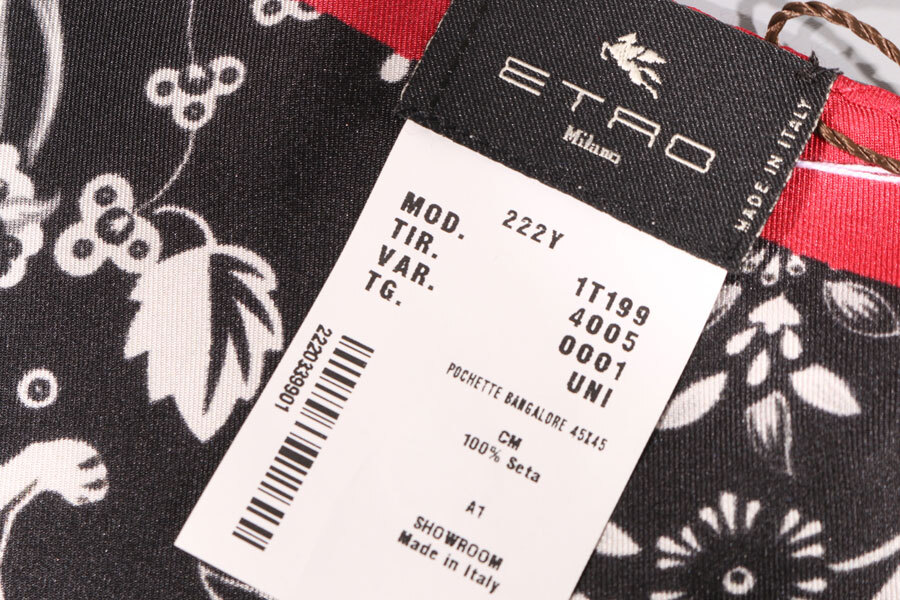 ETRO
Milano
MADE IN ITALY
MOD. 222Y 1T199
TIR. 4005
VAR. 0001
TG. UNI
POCHETTE BANGALORE 45X45
CM
100% Seta
A1
SHOWROOM
Made in Italy
2220339901